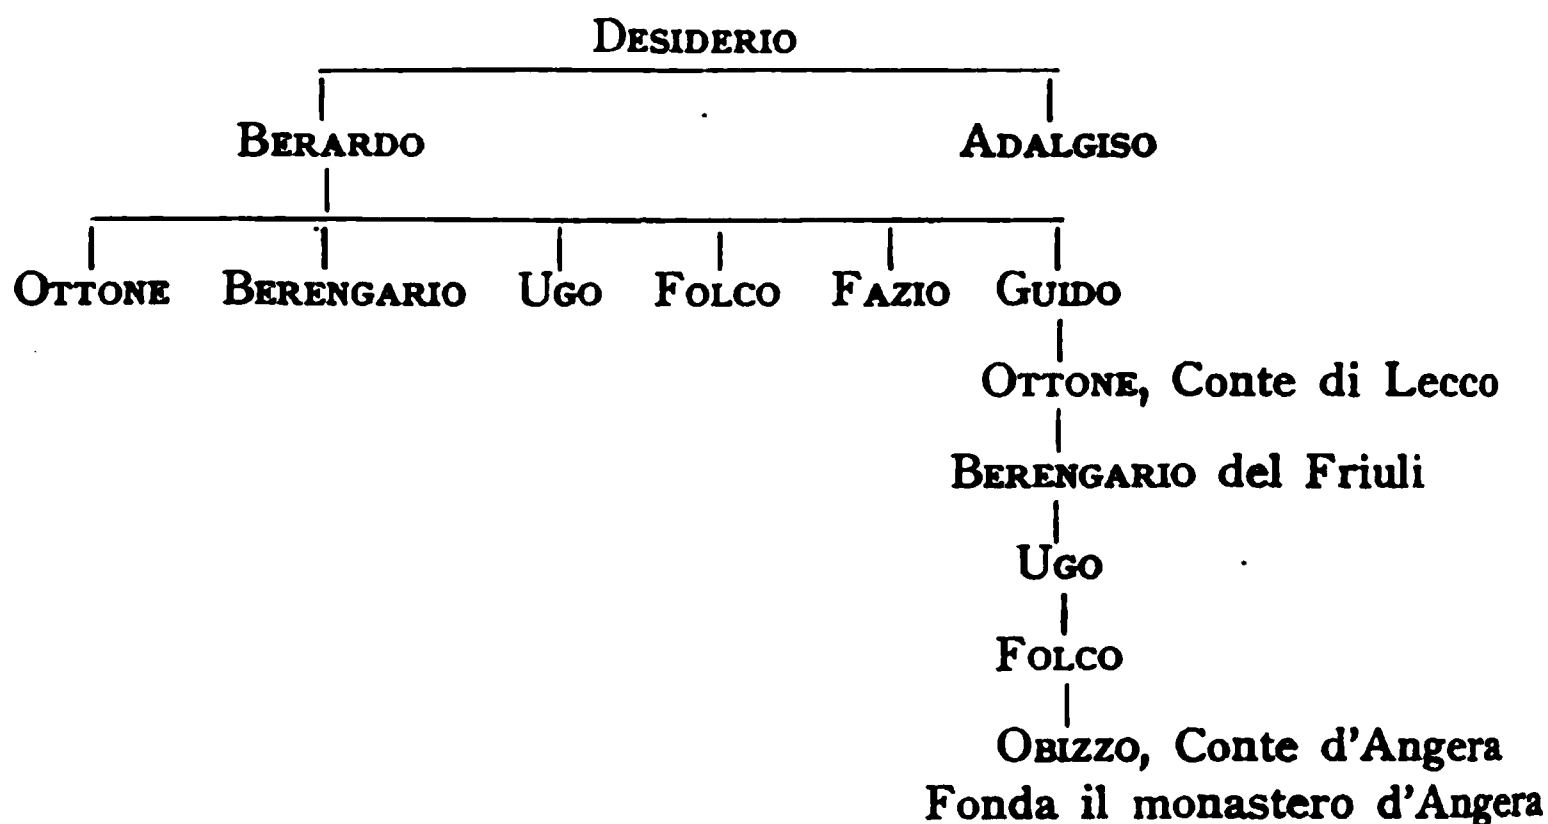 DESIDERIO
BERARDO ADALGISO
OTTONE BERENGARIO UGO FOLCO FAZIO GUIDO
OTTONE, Conte di Lecco
BERENGARIO del Friuli
UGO
FOLCO
OBIZZO, Conte d'Angera
Fonda il monastero d'Angera